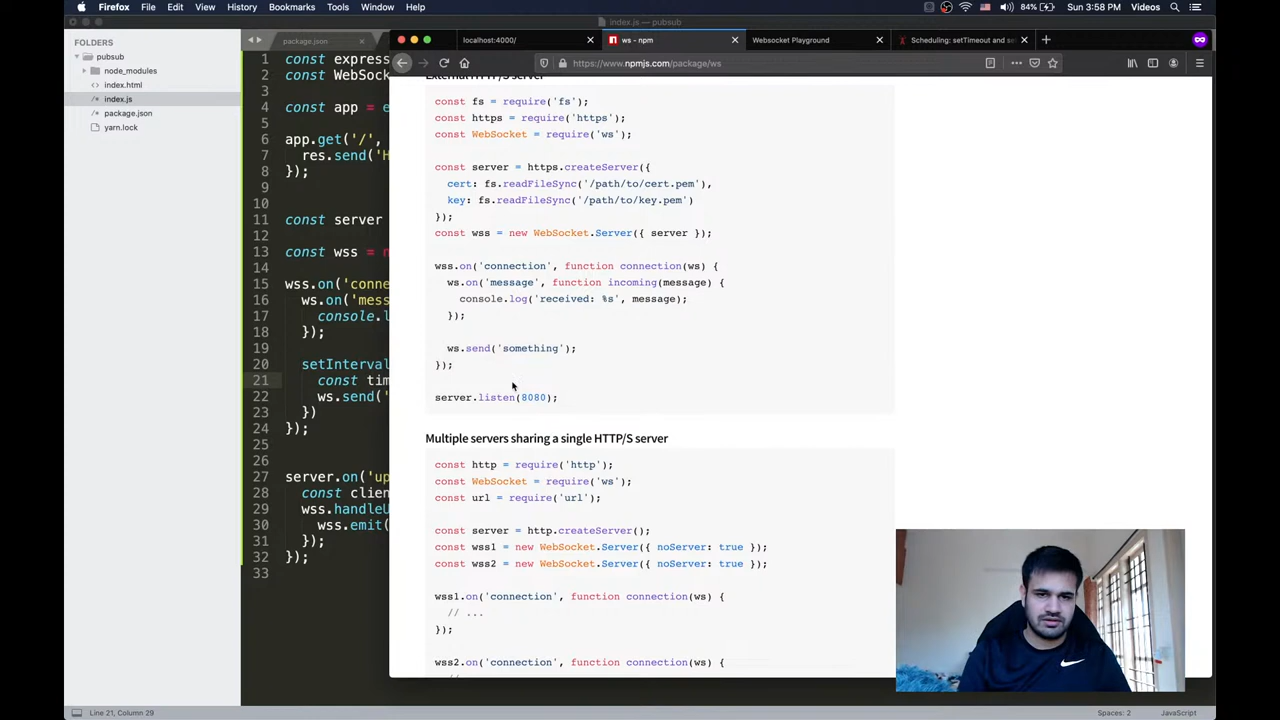 Firefox File Edit View History Bookmarks Tools Window Help
84% Sun 3:58 PM Videos
index.js — pubsub
FOLDERS
pubsub
node_modules
index.html
index.js
package.json
yarn.lock
package.json
1 const express
2 const WebSock
3
4 const app = e
5
6 app.get('/',
7 res.send('H
8 });
9
10
11 const server
12
13 const wss = n
14
15 wss.on('conne
16 ws.on('mess
17 console.l
18 });
19
20 setInterval
21 const tim
22 ws.send('
23 })
24 });
25
26
27 server.on('up
28 const clien
29 wss.handleU
30 wss.emit(
31 });
32 });
33
localhost:4000/
ws - npm
Websocket Playground
Scheduling: setTimeout and se
https://www.npmjs.com/package/ws
External HTTP/S server
const fs = require('fs');
const https = require('https');
const WebSocket = require('ws');
const server = https.createServer({
cert: fs.readFileSync('/path/to/cert.pem'),
key: fs.readFileSync('/path/to/key.pem')
});
const wss = new WebSocket.Server({ server });
wss.on('connection', function connection(ws) {
ws.on('message', function incoming(message) {
console.log('received: %s', message);
});
ws.send('something');
});
server.listen(8080);
Multiple servers sharing a single HTTP/S server
const http = require('http');
const WebSocket = require('ws');
const url = require('url');
const server = http.createServer();
const wss1 = new WebSocket.Server({ noServer: true });
const wss2 = new WebSocket.Server({ noServer: true });
wss1.on('connection', function connection(ws) {
// ...
});
wss2.on('connection', function connection(ws) {
Line 21, Column 29
Spaces: 2
JavaScript